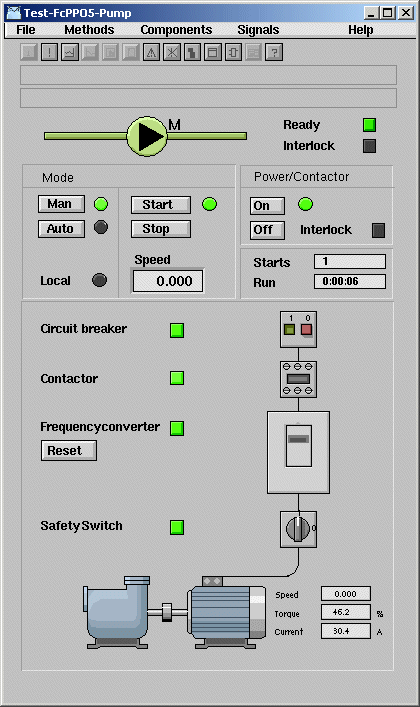 Test-FcPPO5-Pump
File Methods Components Signals Help
M
Ready
Interlock
Mode
Man
Auto
Local
Start
Stop
Speed
0.000
Power/Contactor
On
Off Interlock
Starts 1
Run 0:00:06
Circuit breaker
1 0
Contactor
Frequencyconverter
Reset
SafetySwitch
0
Speed 0.000
Torque 46.2 %
Current 30.4 A